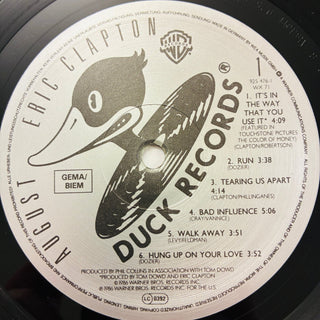 ERIC CLAPTON
AUGUST
DUCK RECORDS®
GEMA/
BIEM
925 476-1
WX 71
1. IT'S IN
THE WAY
THAT YOU
USE IT* 4:09
(FEATURED IN
TOUCHSTONE PICTURES
THE COLOR OF MONEY)
(CLAPTON/ROBERTSON)
2. RUN 3:38
(DOZIER)
3. TEARING US APART
4:14
(CLAPTON/PHILLINGANES)
4. BAD INFLUENCE 5:06
(CRAY/VANNICE)
5. WALK AWAY 3:51
(LEVY/FELDMAN)
6. HUNG UP ON YOUR LOVE 3:52
(DOZIER)
PRODUCED BY PHIL COLLINS IN ASSOCIATION WITH TOM DOWD
*PRODUCED BY TOM DOWD AND ERIC CLAPTON.
℗ 1986 WARNER BROS. RECORDS INC.
© 1986 WARNER BROS. RECORDS INC. FOR THE U.S.
LC 0392